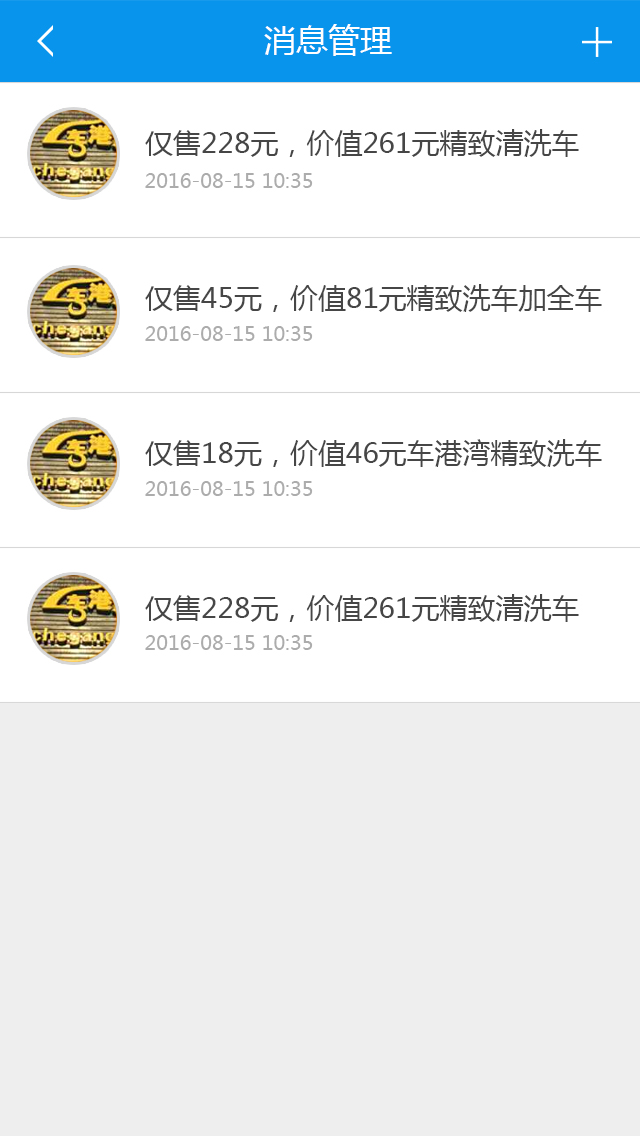 消息管理
车港
chegang
仅售228元，价值261元精致清洗车
2016-08-15 10:35
车港
chegang
仅售45元，价值81元精致洗车加全车
2016-08-15 10:35
车港
chegang
仅售18元，价值46元车港湾精致洗车
2016-08-15 10:35
车港
chegang
仅售228元，价值261元精致清洗车
2016-08-15 10:35